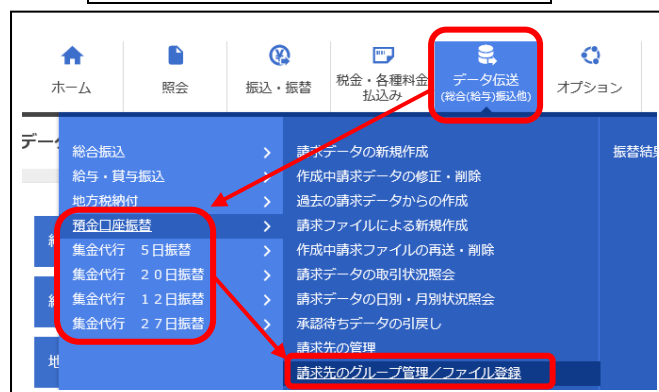 ホーム
照会
振込・振替
税金・各種料金
払込み
データ伝送
(総合(給与)振込他)
オプション
デー
総合振込
給与・賞与振込
地方税納付
預金口座振替
集金代行 5日振替
集金代行 20日振替
集金代行 12日振替
集金代行 27日振替
請求データの新規作成
作成中請求データの修正・削除
過去の請求データからの作成
請求ファイルによる新規作成
作成中請求ファイルの再送・削除
請求データの取引状況照会
請求データの日別・月別状況照会
承認待ちデータの引戻し
請求先の管理
請求先のグループ管理／ファイル登録
振替結果
地